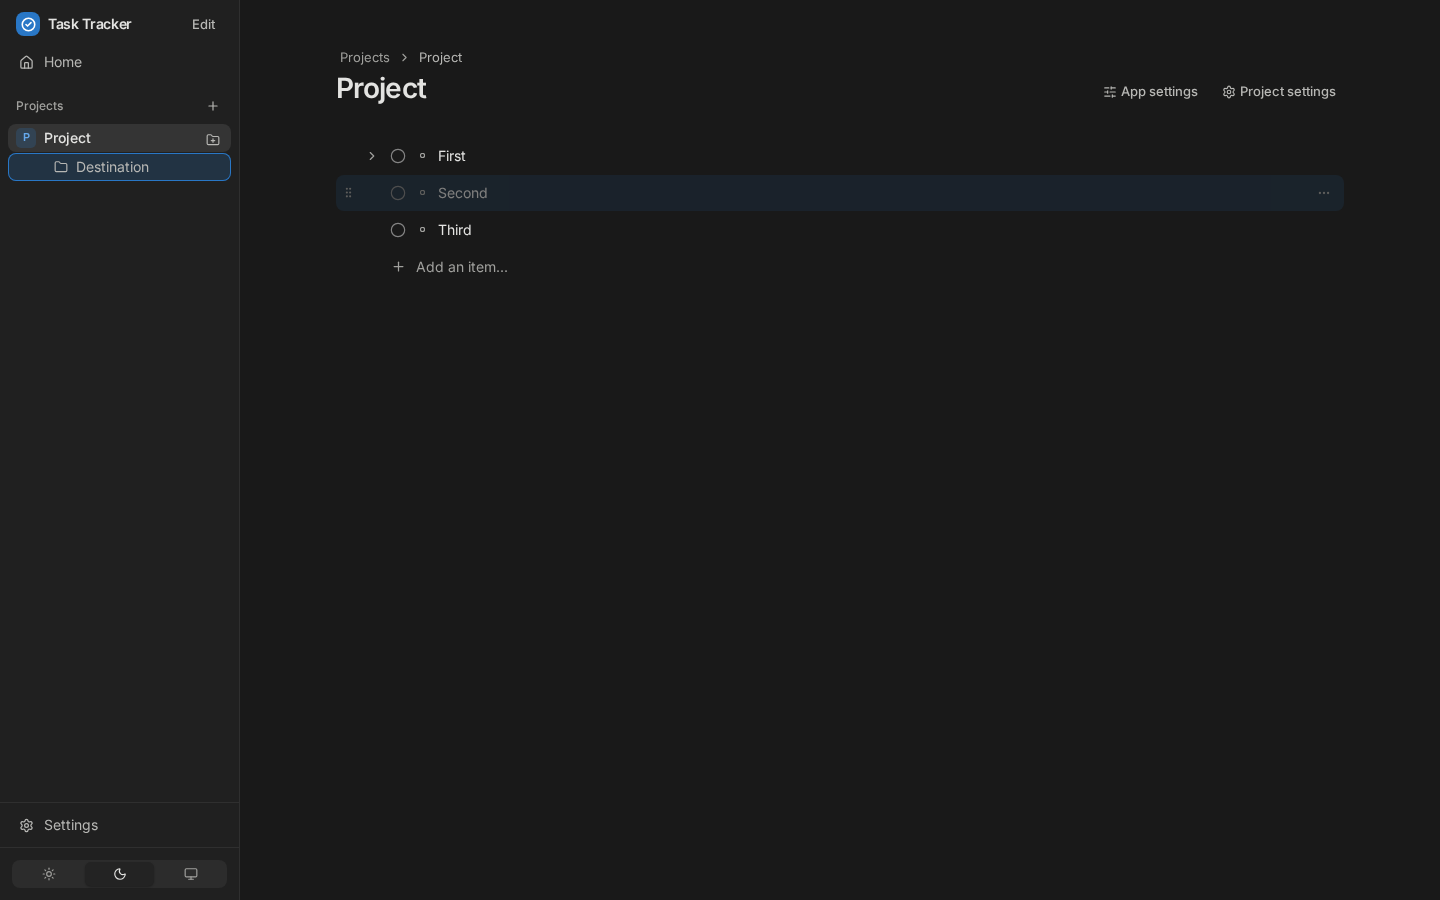 Task Tracker
Edit
Home
Projects
P
Project
Destination
Projects
Project
Project
App settings
Project settings
First
Second
Third
Add an item...
Settings